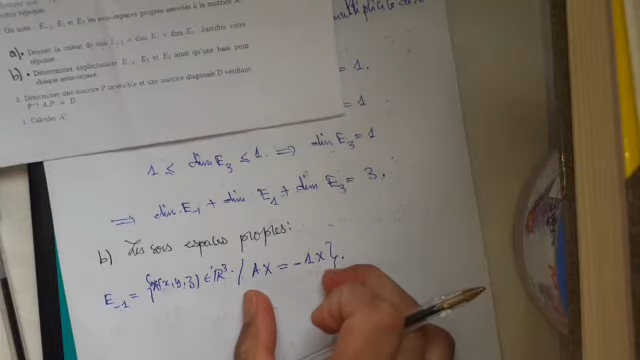 multiplicité
On note : E₋₁, E₁ et E₃ les sous-espaces propres associés à la matrice A
a) • Donner la valeur de dim E₋₁ + dim E₁ + dim E₃. Justifier votre
réponse.
b) • Déterminer explicitement E₋₁, E₁ et E₃ ainsi qu'une base pour
chaque sous-espace.
3. Déterminer une matrice P inversible et une matrice diagonale D vérifiant
P⁻¹.A.P = D.
Calculer
= 1.
= 1
1 ≤ dim E₃ ≤ 1. ⟹ dim E₃ = 1
⟹ dim E₋₁ + dim E₁ + dim E₃ = 3.
b) Les sous espaces propres:
E₋₁ = {X(x,y,z) ∈ ℝ³ / AX = -1X}.